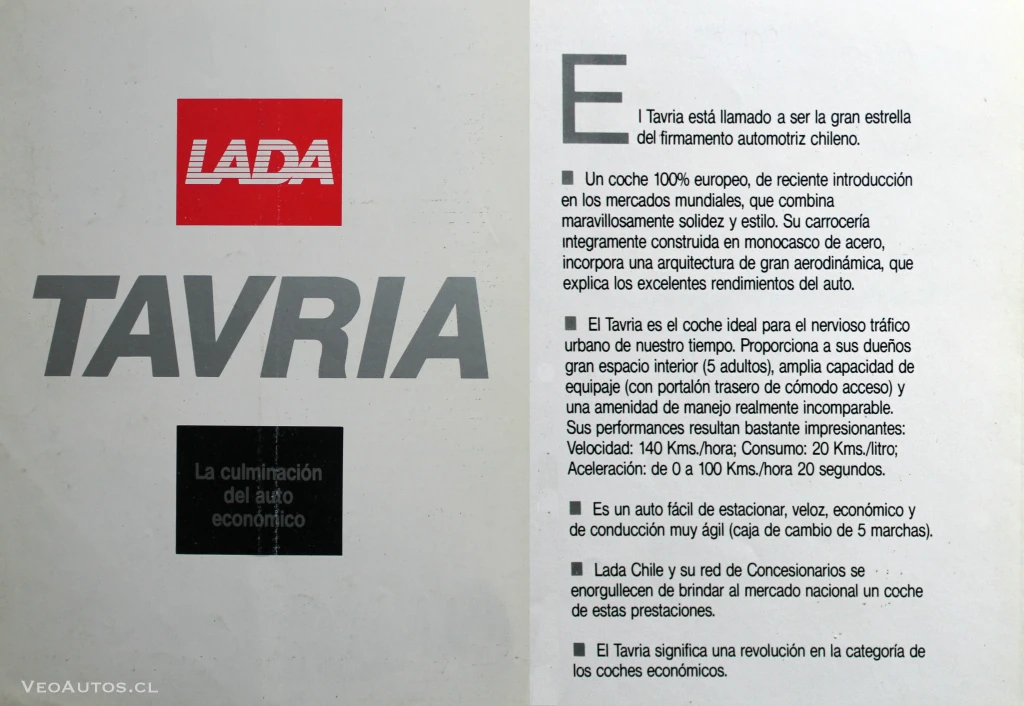 LADA
TAVRIA
La culminación
del auto
económico
El Tavria está llamado a ser la gran estrella
del firmamento automotriz chileno.
■ Un coche 100% europeo, de reciente introducción
en los mercados mundiales, que combina
maravillosamente solidez y estilo. Su carrocería
integramente construida en monocasco de acero,
incorpora una arquitectura de gran aerodinámica, que
explica los excelentes rendimientos del auto.
■ El Tavria es el coche ideal para el nervioso tráfico
urbano de nuestro tiempo. Proporciona a sus dueños
gran espacio interior (5 adultos), amplia capacidad de
equipaje (con portalón trasero de cómodo acceso) y
una amenidad de manejo realmente incomparable.
Sus performances resultan bastante impresionantes:
Velocidad: 140 Kms./hora; Consumo: 20 Kms./litro;
Aceleración: de 0 a 100 Kms./hora 20 segundos.
■ Es un auto fácil de estacionar, veloz, económico y
de conducción muy ágil (caja de cambio de 5 marchas).
■ Lada Chile y su red de Concesionarios se
enorgullecen de brindar al mercado nacional un coche
de estas prestaciones.
■ El Tavria significa una revolución en la categoría de
los coches económicos.
VEOAUTOS.CL